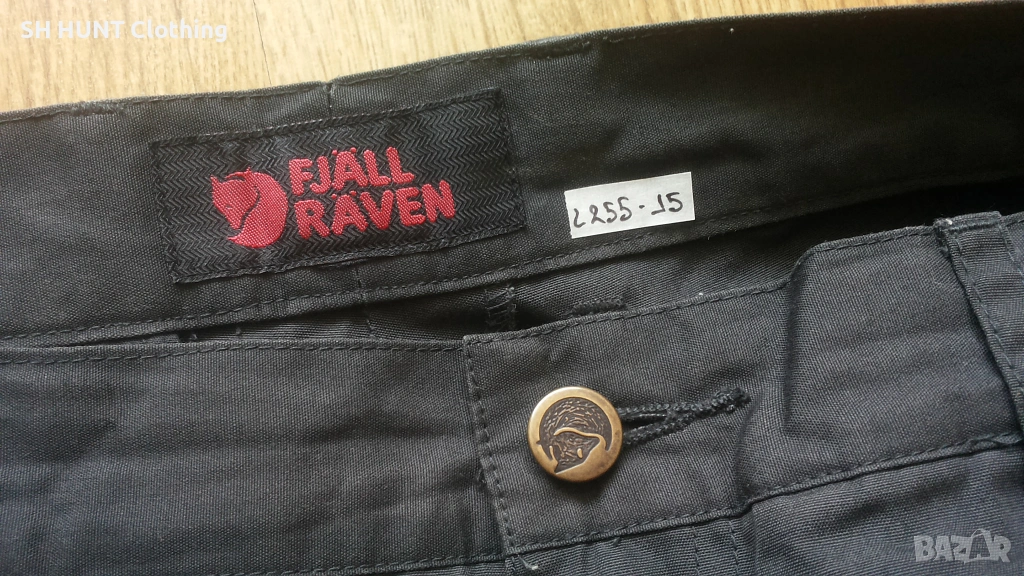 SH HUNT Clothing
FJÄLL
RÄVEN
2255-15
BAZAR